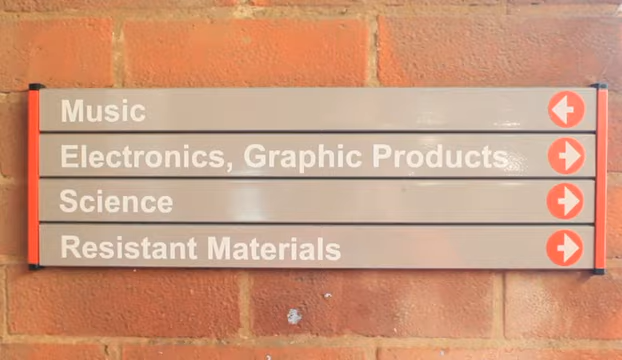 Music
Electronics, Graphic Products
Science
Resistant Materials